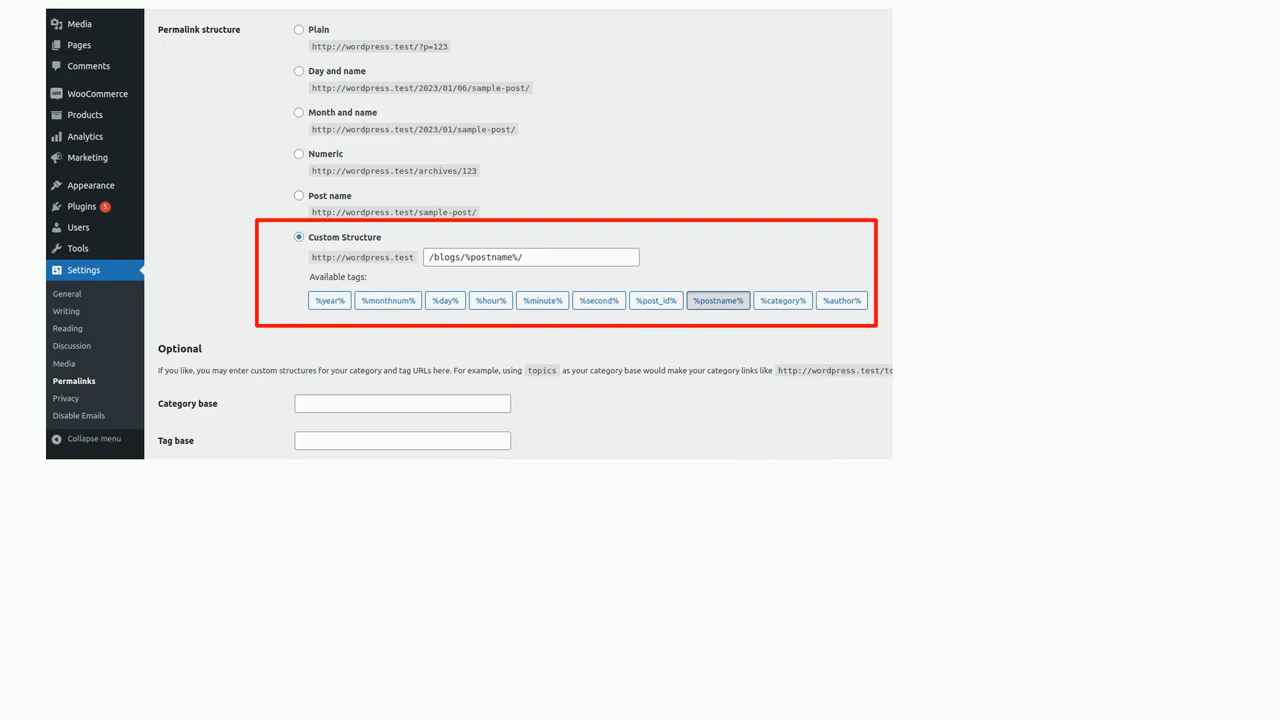 Media
Pages
Comments
WooCommerce
Products
Analytics
Marketing
Appearance
Plugins 5
Users
Tools
Settings
General
Writing
Reading
Discussion
Media
Permalinks
Privacy
Disable Emails
Collapse menu
Permalink structure
Plain
http://wordpress.test/?p=123
Day and name
http://wordpress.test/2023/01/06/sample-post/
Month and name
http://wordpress.test/2023/01/sample-post/
Numeric
http://wordpress.test/archives/123
Post name
http://wordpress.test/sample-post/
Custom Structure
http://wordpress.test /blogs/%postname%/
Available tags:
%year% %monthnum% %day% %hour% %minute% %second% %post_id% %postname% %category% %author%
Optional
If you like, you may enter custom structures for your category and tag URLs here. For example, using topics as your category base would make your category links like http://wordpress.test/tc
Category base
Tag base